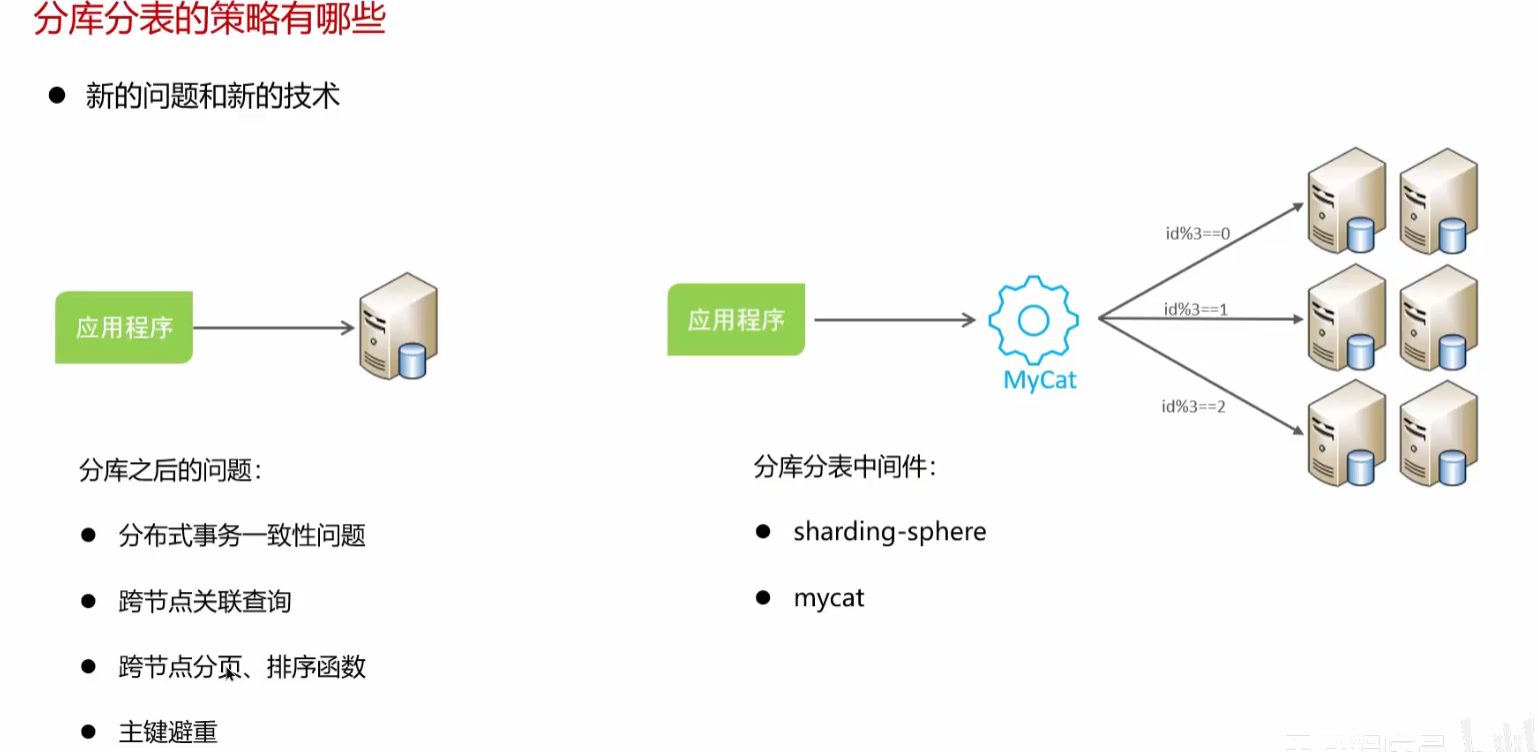 分库分表的策略有哪些
● 新的问题和新的技术
应用程序
应用程序
MyCat
id%3==0
id%3==1
id%3==2
分库之后的问题：
● 分布式事务一致性问题
● 跨节点关联查询
● 跨节点分页、排序函数
● 主键避重
分库分表中间件：
● sharding-sphere
● mycat